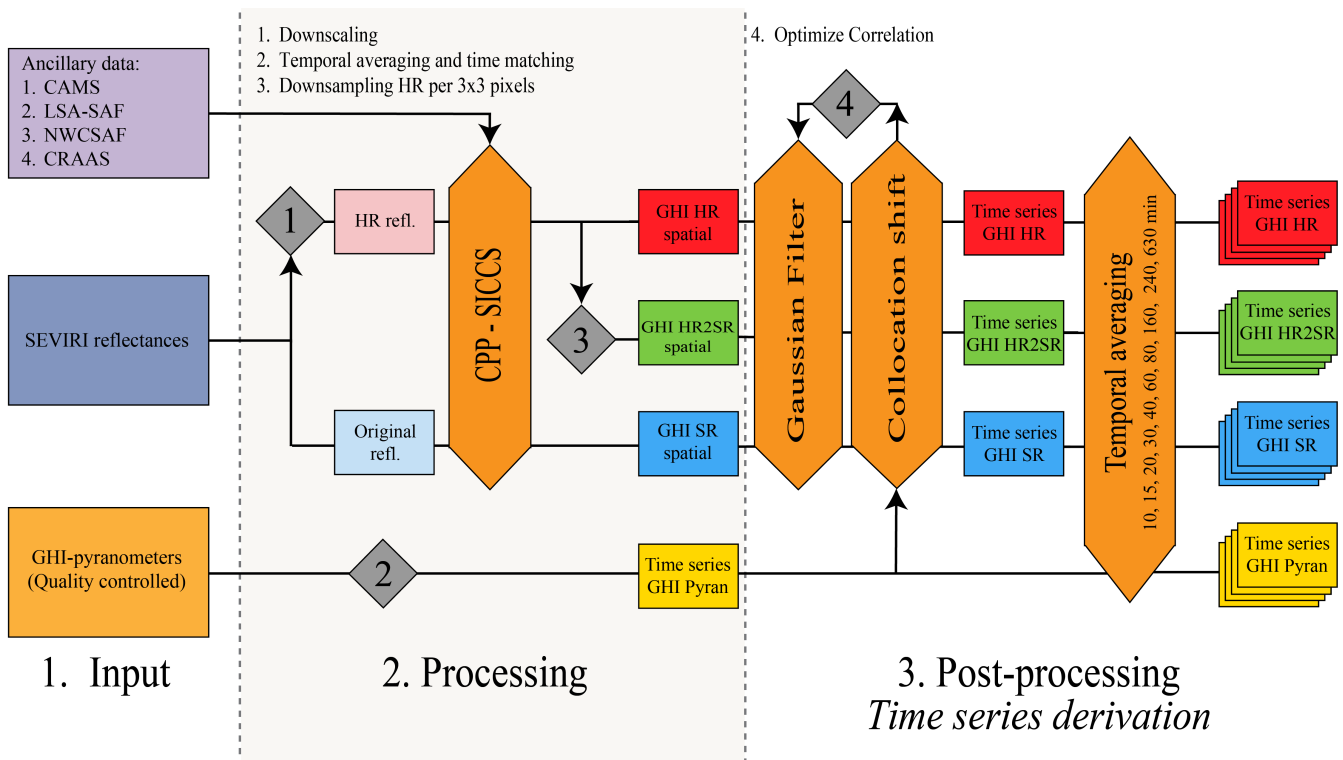 Ancillary data:
1. CAMS
2. LSA-SAF
3. NWCSAF
4. CRAAS
SEVIRI reflectances
GHI-pyranometers
(Quality controlled)
1. Input
1. Downscaling
2. Temporal averaging and time matching
3. Downsampling HR per 3x3 pixels
1
HR refl.
Original
refl.
CPP - SICCS
3
2
GHI HR
spatial
GHI HR2SR
spatial
GHI SR
spatial
Time series
GHI Pyran
2. Processing
4. Optimize Correlation
4
Gaussian Filter
Collocation shift
Time series
GHI HR
Time series
GHI HR2SR
Time series
GHI SR
Temporal averaging
10, 15, 20, 30, 40, 60, 80, 160, 240, 630 min
Time series
GHI HR
Time series
GHI HR2SR
Time series
GHI SR
Time series
GHI Pyran
3. Post-processing
Time series derivation